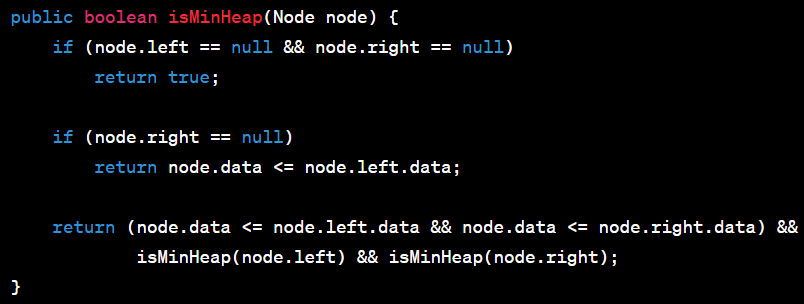 public boolean isMinHeap(Node node) {
    if (node.left == null && node.right == null)
        return true;

    if (node.right == null)
        return node.data <= node.left.data;

    return (node.data <= node.left.data && node.data <= node.right.data) &&
            isMinHeap(node.left) && isMinHeap(node.right);
}